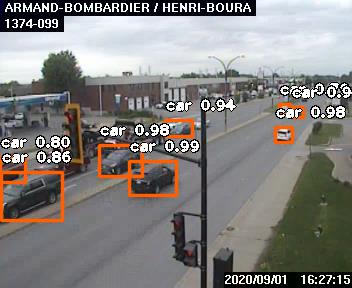 ARMAND-BOMBARDIER / HENRI-BOURA
1374-099
car 0.94
car 0.98
car 0.80
car 0.98
car 0.86
car 0.99
2020/09/01 16:27:15